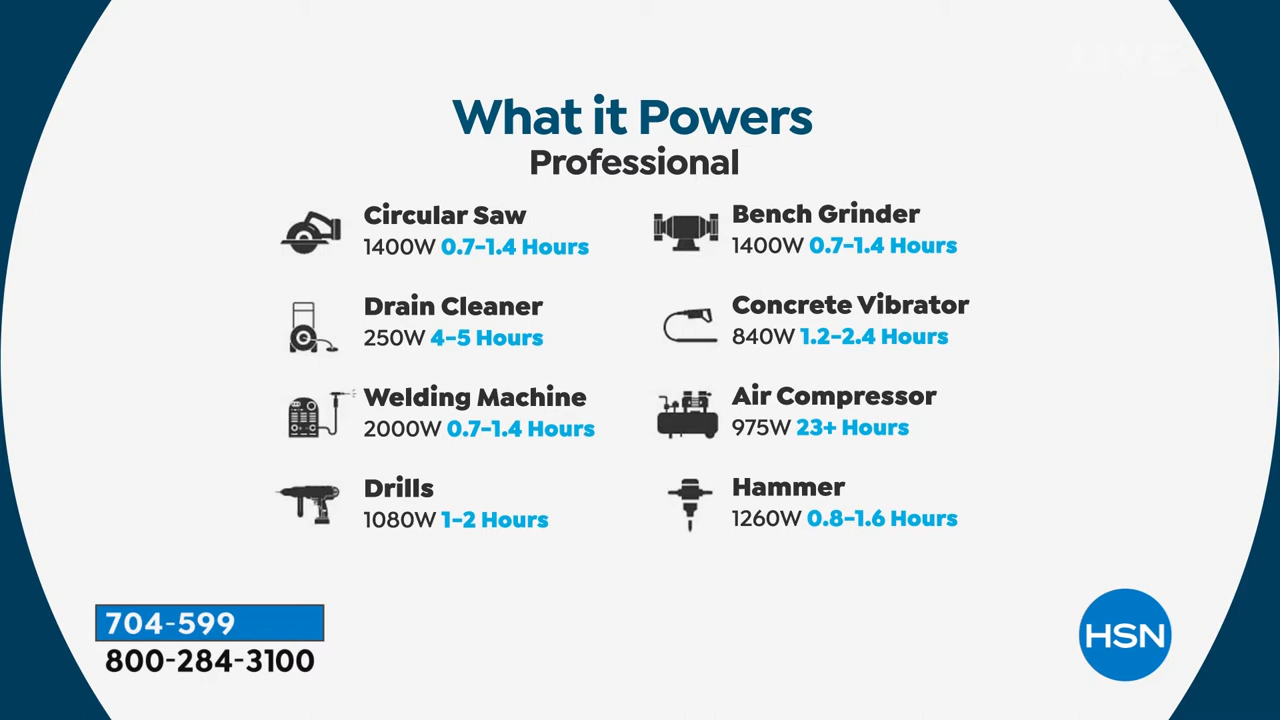 What it Powers
Professional
Circular Saw
1400W 0.7-1.4 Hours
Drain Cleaner
250W 4-5 Hours
Welding Machine
2000W 0.7-1.4 Hours
Drills
1080W 1-2 Hours
Bench Grinder
1400W 0.7-1.4 Hours
Concrete Vibrator
840W 1.2-2.4 Hours
Air Compressor
975W 23+ Hours
Hammer
1260W 0.8-1.6 Hours
704-599
800-284-3100
HSN